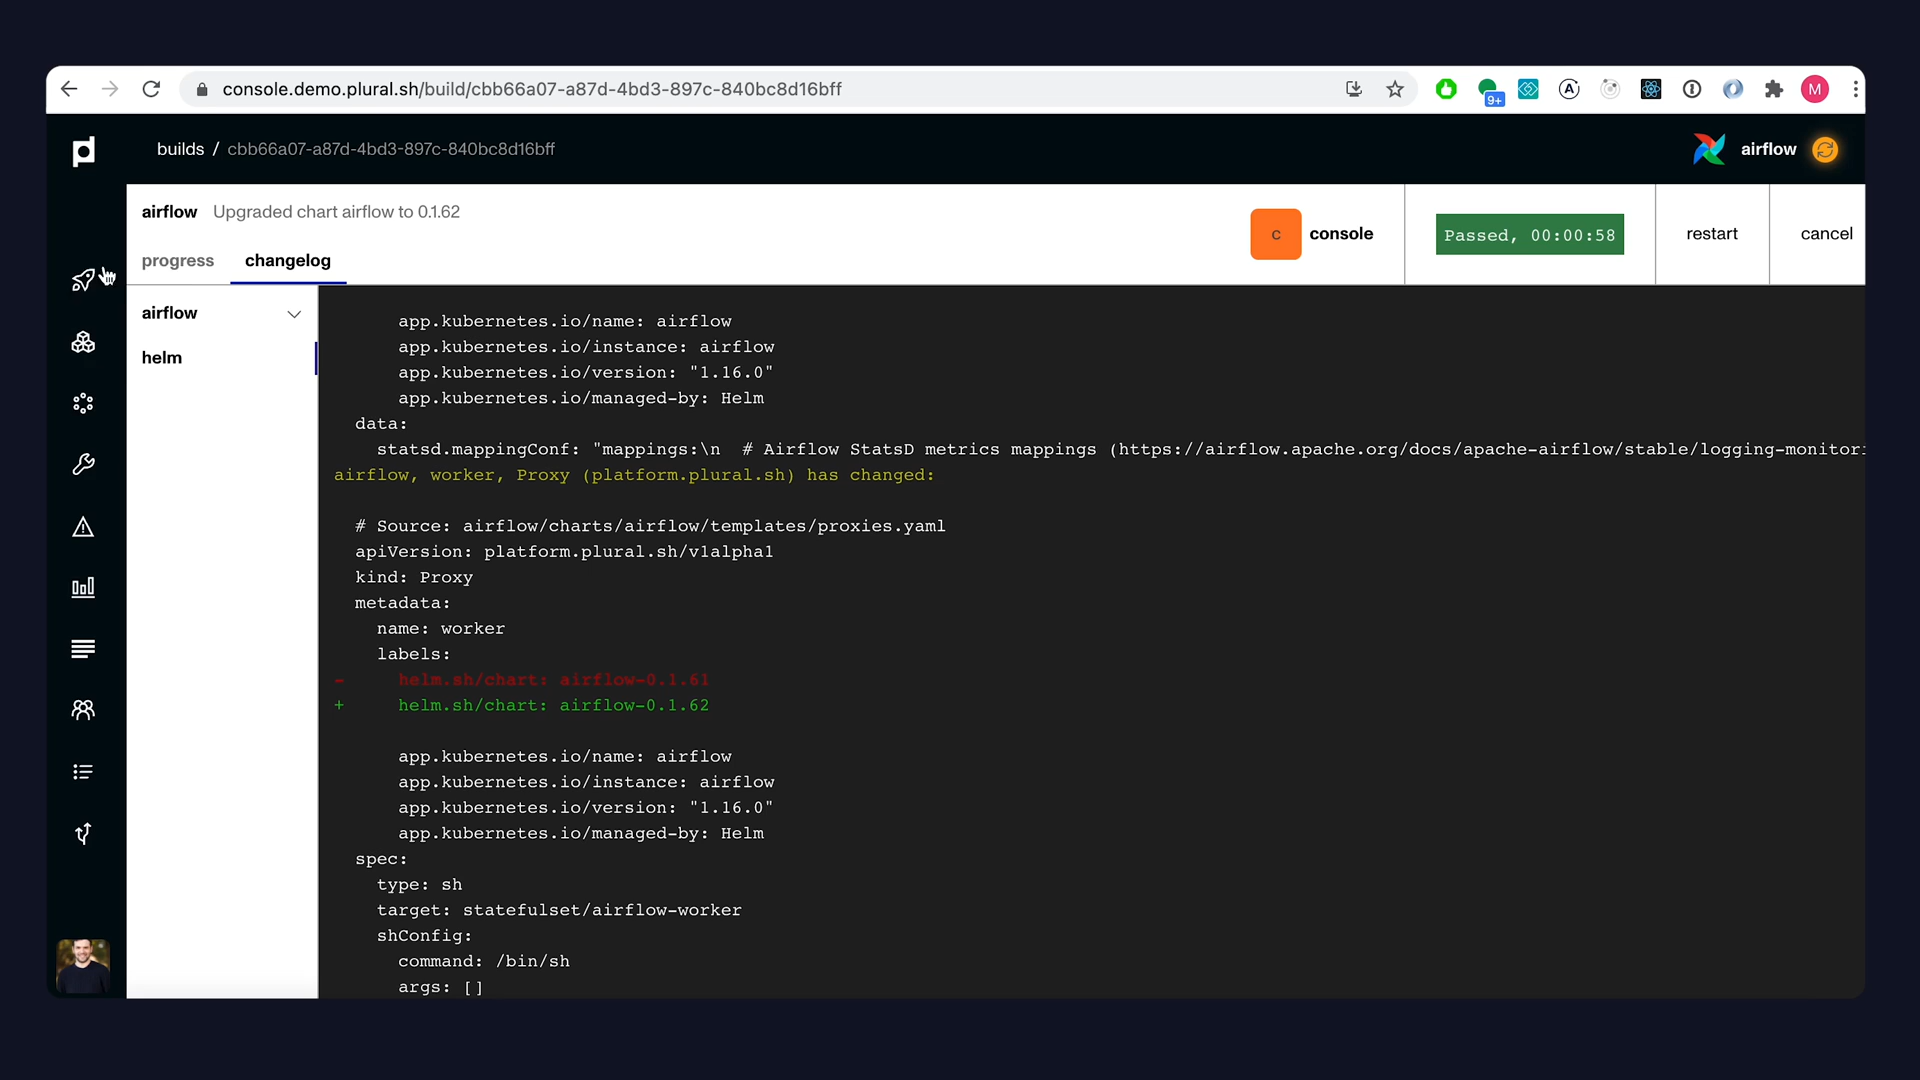 console.demo.plural.sh/build/cbb66a07-a87d-4bd3-897c-840bc8d16bff
9+
A
M
builds / cbb66a07-a87d-4bd3-897c-840bc8d16bff
airflow
airflow Upgraded chart airflow to 0.1.62
c console
Passed, 00:00:58
restart
cancel
progress changelog
airflow
helm
app.kubernetes.io/name: airflow
app.kubernetes.io/instance: airflow
app.kubernetes.io/version: "1.16.0"
app.kubernetes.io/managed-by: Helm
data:
statsd.mappingConf: "mappings:\n # Airflow StatsD metrics mappings (https://airflow.apache.org/docs/apache-airflow/stable/logging-monitori
airflow, worker, Proxy (platform.plural.sh) has changed:
# Source: airflow/charts/airflow/templates/proxies.yaml
apiVersion: platform.plural.sh/v1alpha1
kind: Proxy
metadata:
name: worker
labels:
- helm.sh/chart: airflow-0.1.61
+ helm.sh/chart: airflow-0.1.62
app.kubernetes.io/name: airflow
app.kubernetes.io/instance: airflow
app.kubernetes.io/version: "1.16.0"
app.kubernetes.io/managed-by: Helm
spec:
type: sh
target: statefulset/airflow-worker
shConfig:
command: /bin/sh
args: []